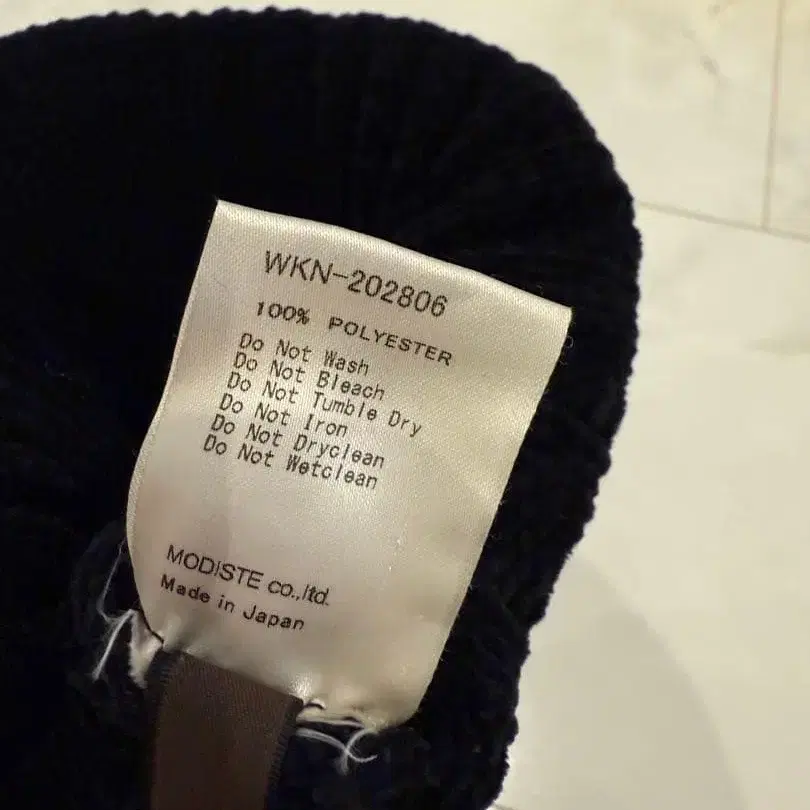 WKN-202806
100% POLYESTER
Do Not Wash
Do Not Bleach
Do Not Tumble Dry
Do Not Iron
Do Not Dryclean
Do Not Wetclean
MODISTE co.,ltd.
Made in Japan